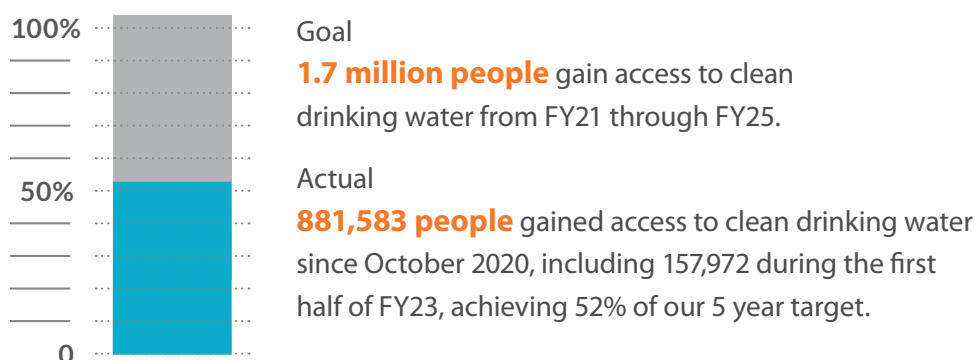 100%
50%
0
Goal
1.7 million people gain access to clean
drinking water from FY21 through FY25.
Actual
881,583 people gained access to clean drinking water
since October 2020, including 157,972 during the first
half of FY23, achieving 52% of our 5 year target.